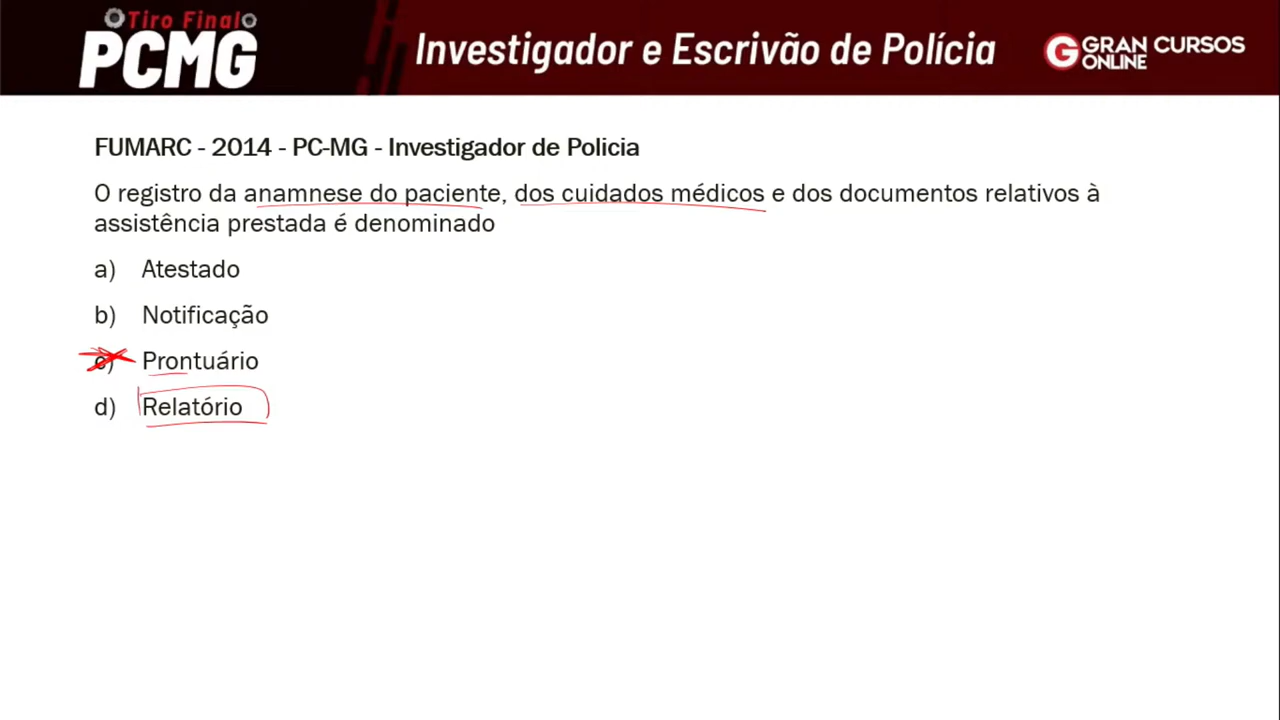 Tiro Final
PCMG
Investigador e Escrivão de Polícia
GRAN CURSOS
ONLINE
FUMARC - 2014 - PC-MG - Investigador de Policia
O registro da anamnese do paciente, dos cuidados médicos e dos documentos relativos à
assistência prestada é denominado
a) Atestado
b) Notificação
c) Prontuário
d) Relatório